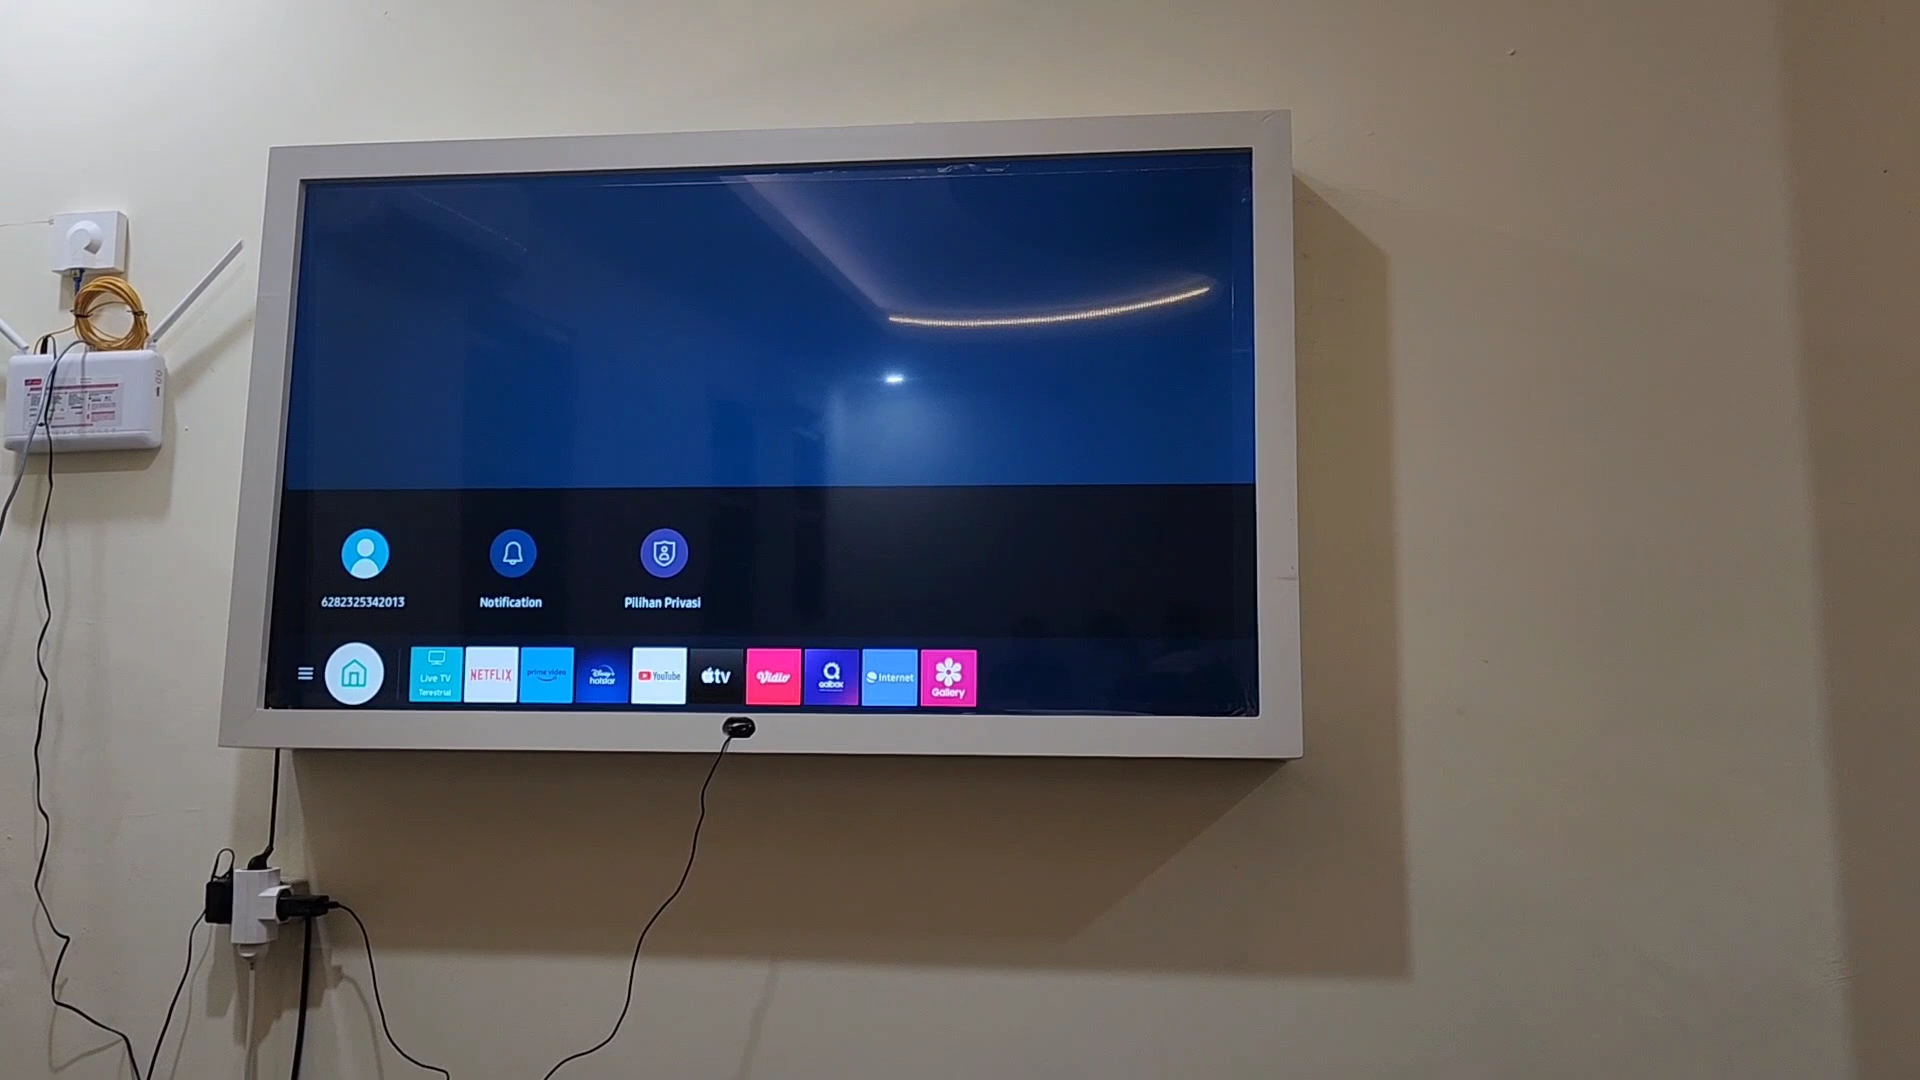 6282325342013
Notification
Pilihan Privasi
Live TV
Terestrial
NETFLIX
prime video
Disney+
hotstar
YouTube
tv
Vidio
Internet
Gallery